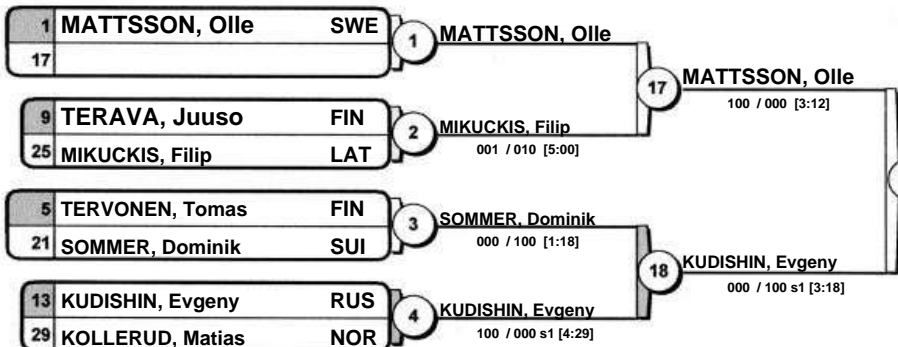 1 MATTSSON, Olle SWE
17
1
MATTSSON, Olle
9 TERAVA, Juuso FIN
25 MIKUCKIS, Filip LAT
2
MIKUCKIS, Filip
001 / 010 [5:00]
17
MATTSSON, Olle
100 / 000 [3:12]
5 TERVONEN, Tomas FIN
21 SOMMER, Dominik SUI
3
SOMMER, Dominik
000 / 100 [1:18]
13 KUDISHIN, Evgeny RUS
29 KOLLERUD, Matias NOR
4
KUDISHIN, Evgeny
100 / 000 s1 [4:29]
18
KUDISHIN, Evgeny
000 / 100 s1 [3:18]